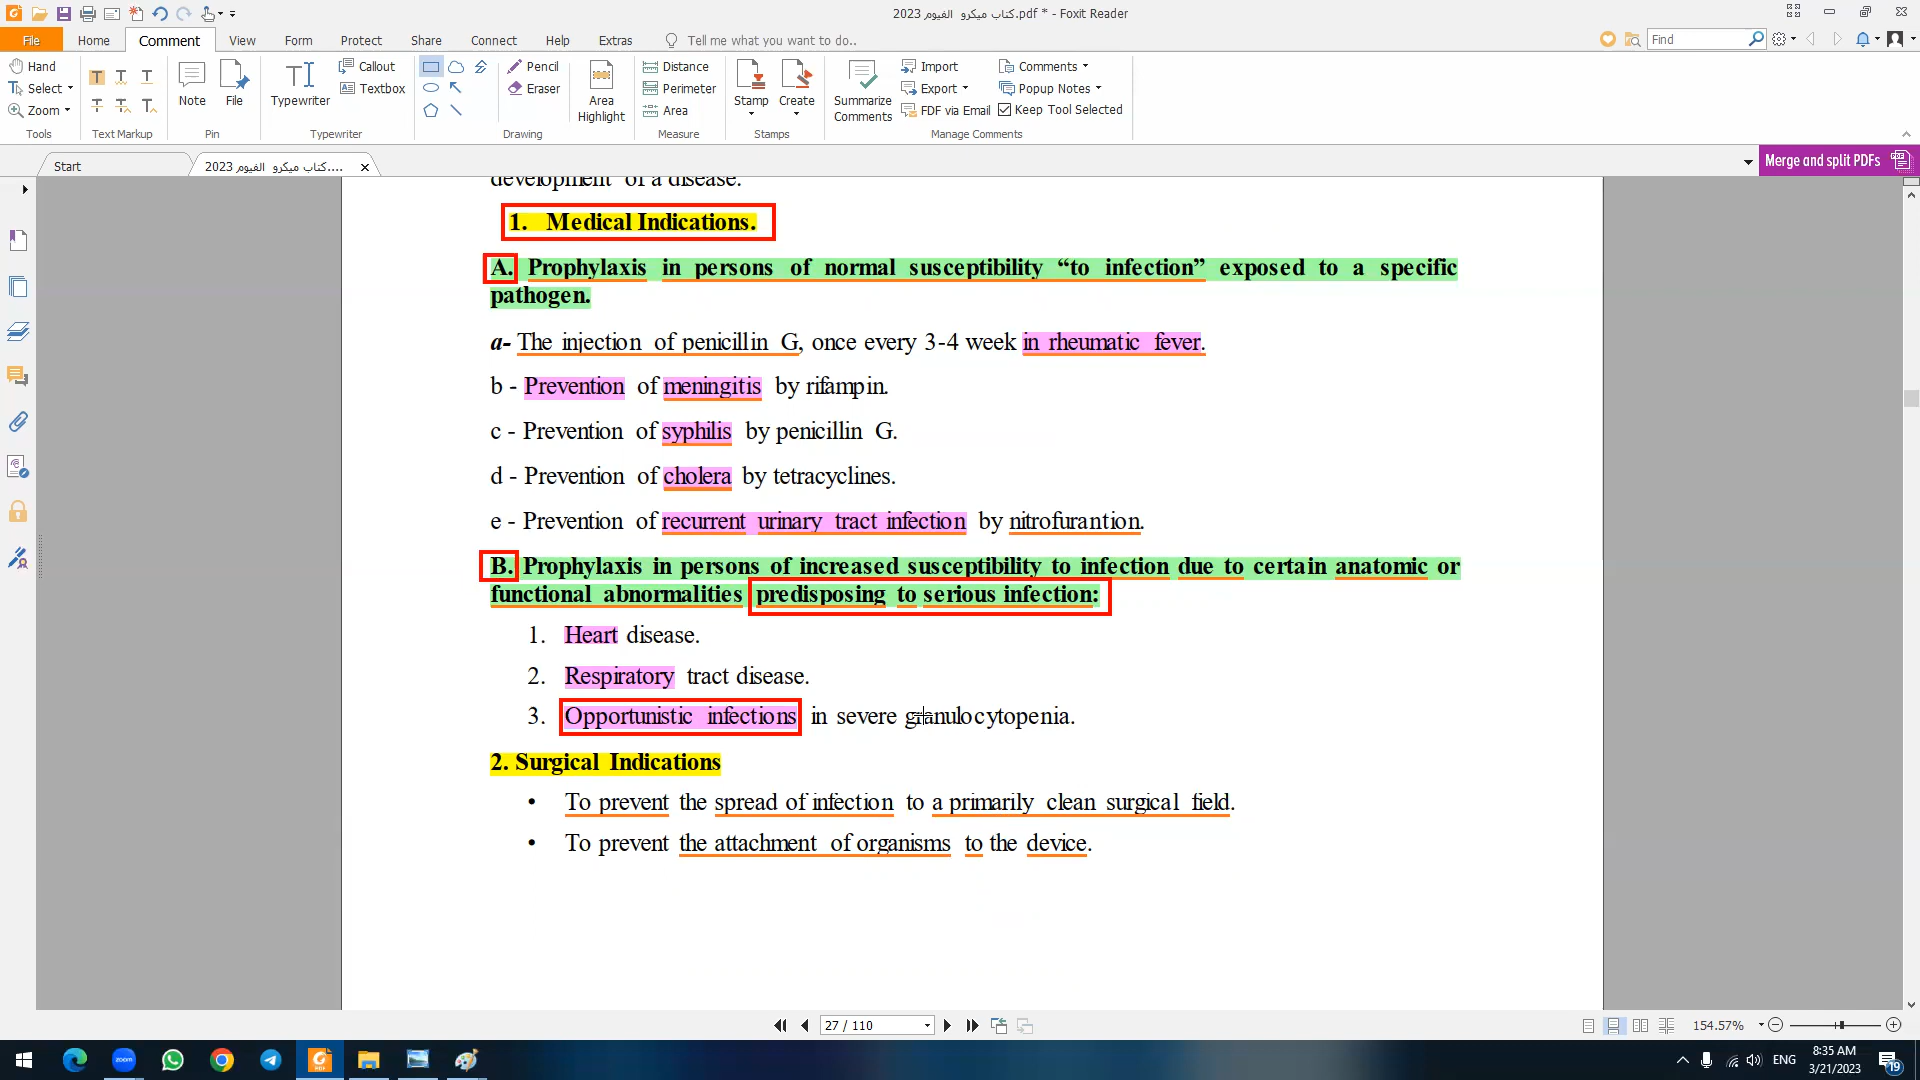 كتاب ميكرو الفيوم 2023.pdf * - Foxit Reader
File Home Comment View Form Protect Share Connect Help Extras Tell me what you want to do.. Find
Hand
Select
Zoom
Tools
Text Markup
Note File
Pin
Typewriter
Callout
Textbox
Typewriter
Pencil
Eraser
Drawing
Area
Highlight
Distance
Perimeter
Area
Measure
Stamp Create
Stamps
Summarize
Comments
Import
Export
FDF via Email
Comments
Popup Notes
Keep Tool Selected
Manage Comments
Start
كتاب ميكرو الفيوم 2023....
Merge and split PDFs
development of a disease.
1. Medical Indications.
A. Prophylaxis in persons of normal susceptibility “to infection” exposed to a specific
pathogen.
a- The injection of penicillin G, once every 3-4 week in rheumatic fever.
b - Prevention of meningitis by rifampin.
c - Prevention of syphilis by penicillin G.
d - Prevention of cholera by tetracyclines.
e - Prevention of recurrent urinary tract infection by nitrofurantion.
B. Prophylaxis in persons of increased susceptibility to infection due to certain anatomic or
functional abnormalities predisposing to serious infection:
1. Heart disease.
2. Respiratory tract disease.
3. Opportunistic infections in severe granulocytopenia.
2. Surgical Indications
• To prevent the spread of infection to a primarily clean surgical field.
• To prevent the attachment of organisms to the device.
27 / 110
154.57%
zoom
PDF
ENG
8:35 AM
3/21/2023
19